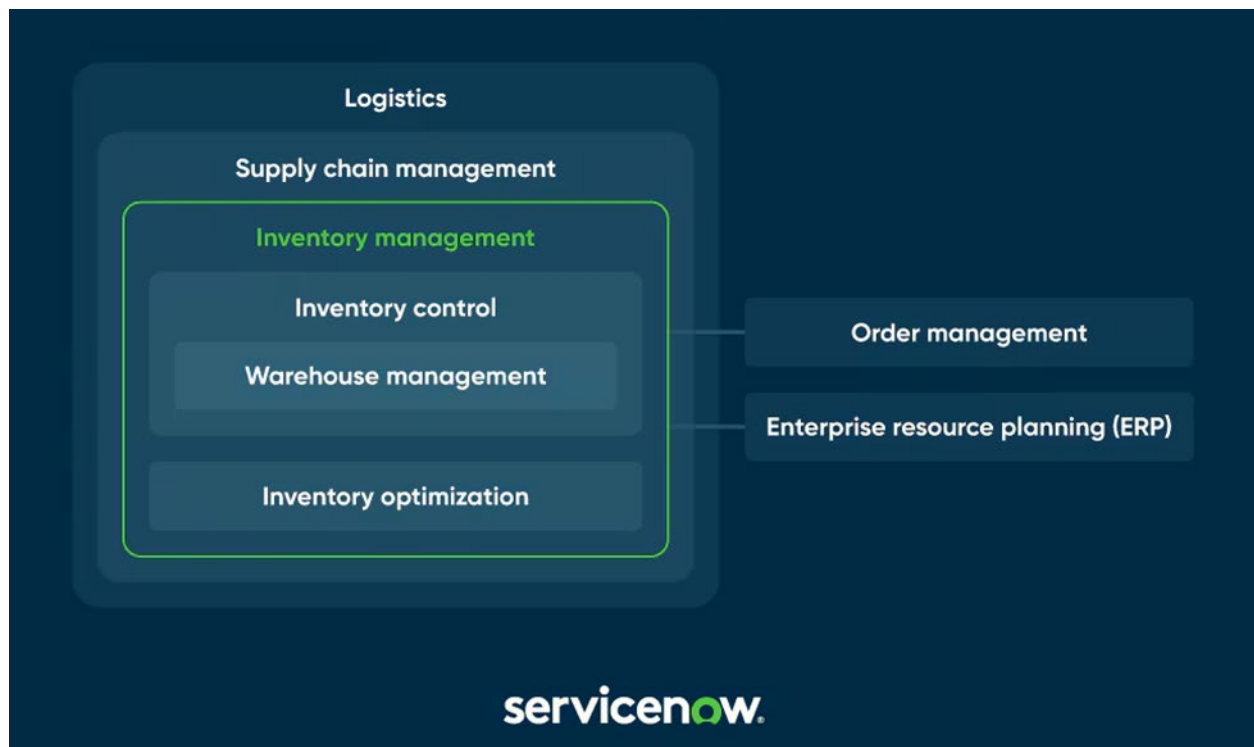 Logistics
Supply chain management
Inventory management
Inventory control
Warehouse management
Inventory optimization
Order management
Enterprise resource planning (ERP)
servicenow®